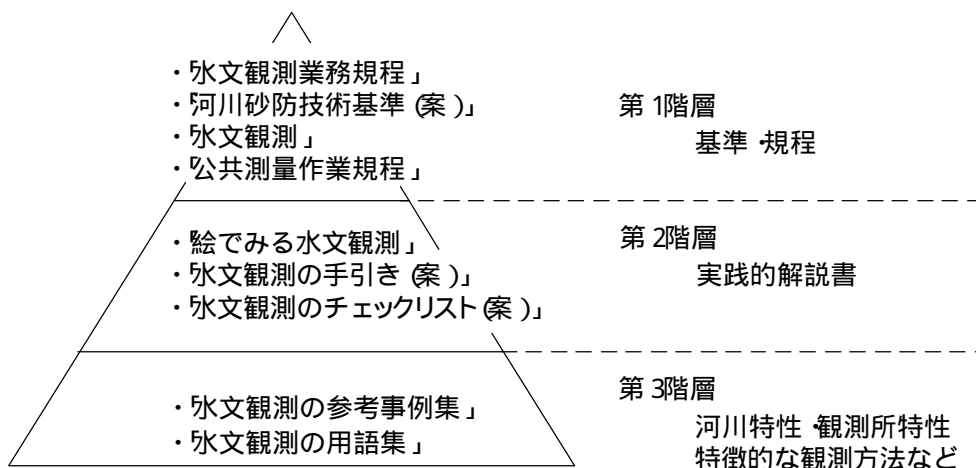 ・「水文観測業務規程」
・「河川砂防技術基準(案)」
・「水文観測」
・「公共測量作業規程」
第1階層
基準・規程
・「絵でみる水文観測」
・「水文観測の手引き(案)」
・「水文観測のチェックリスト(案)」
第2階層
実践的解説書
・「水文観測の参考事例集」
・「水文観測の用語集」
第3階層
河川特性・観測所特性
特徴的な観測方法など